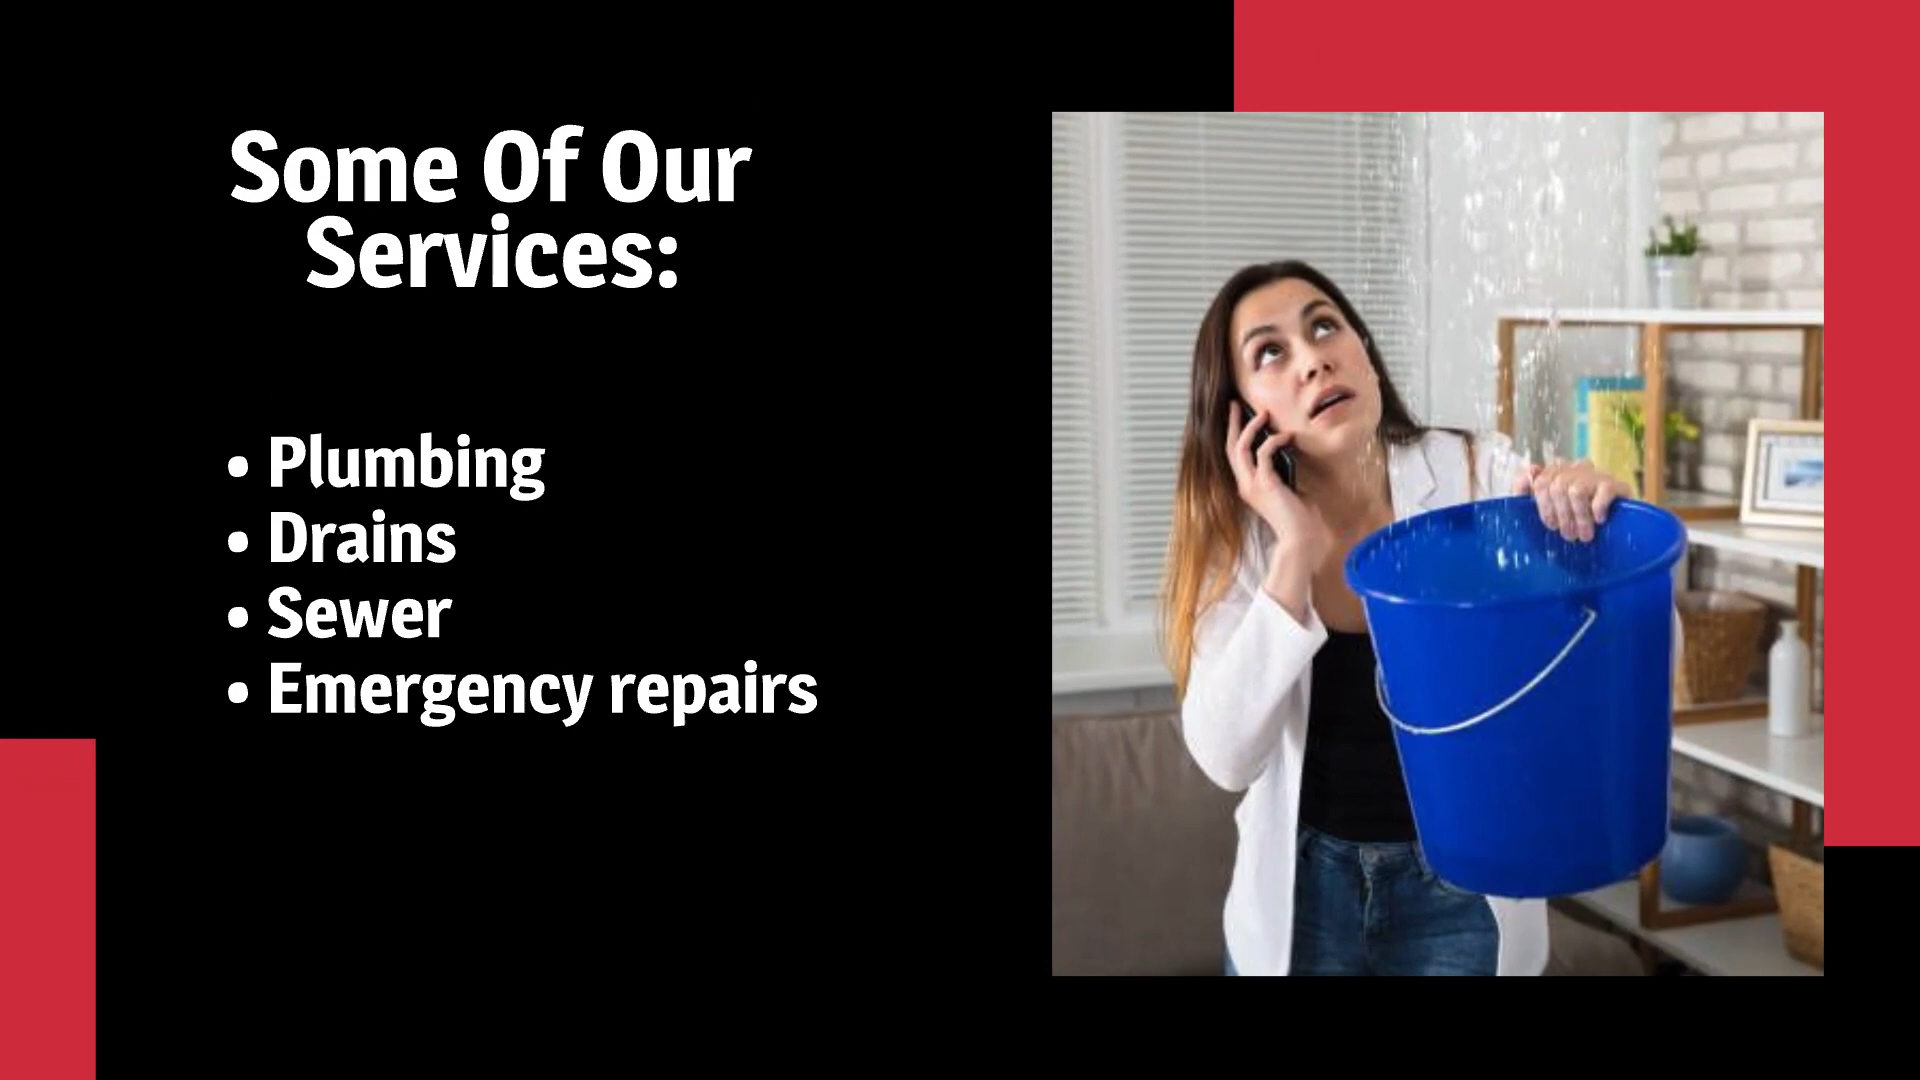 Some Of Our
Services:
• Plumbing
• Drains
• Sewer
• Emergency repairs